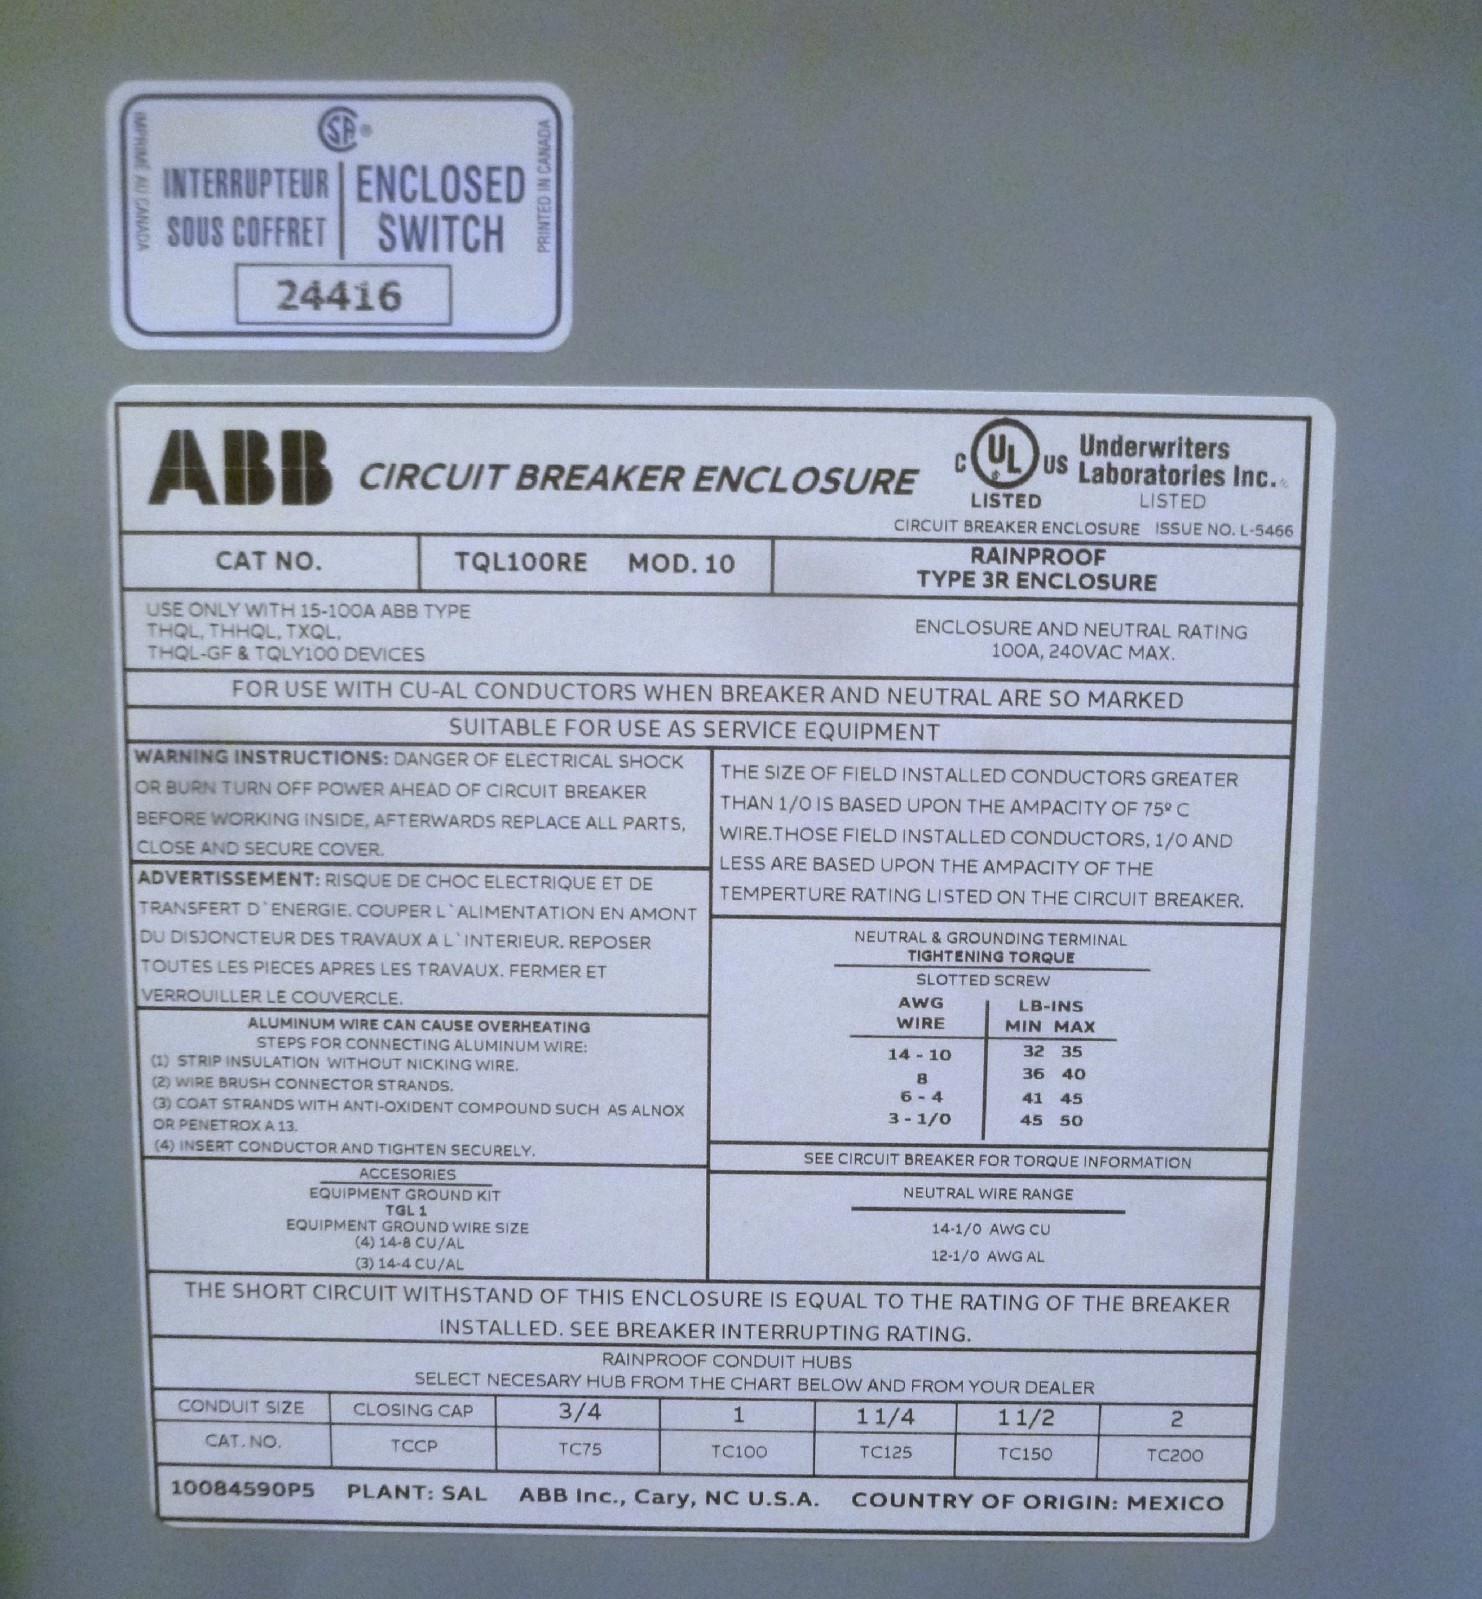 IMPRIMÉ AU CANADA
SA ®
INTERRUPTEUR
SOUS COFFRET
ENCLOSED
SWITCH
PRINTED IN CANADA
24416
ABB CIRCUIT BREAKER ENCLOSURE
C UL US
LISTED
Underwriters
Laboratories Inc.
LISTED
CIRCUIT BREAKER ENCLOSURE ISSUE NO. L-5466
CAT NO. TQL100RE MOD. 10
RAINPROOF
TYPE 3R ENCLOSURE
USE ONLY WITH 15-100A ABB TYPE
THQL, THHQL, TXQL,
THQL-GF & TQLY100 DEVICES
ENCLOSURE AND NEUTRAL RATING
100A, 240VAC MAX.
FOR USE WITH CU-AL CONDUCTORS WHEN BREAKER AND NEUTRAL ARE SO MARKED
SUITABLE FOR USE AS SERVICE EQUIPMENT
WARNING INSTRUCTIONS: DANGER OF ELECTRICAL SHOCK
OR BURN TURN OFF POWER AHEAD OF CIRCUIT BREAKER
BEFORE WORKING INSIDE, AFTERWARDS REPLACE ALL PARTS,
CLOSE AND SECURE COVER.
ADVERTISSEMENT: RISQUE DE CHOC ELECTRIQUE ET DE
TRANSFERT D`ENERGIE. COUPER L`ALIMENTATION EN AMONT
DU DISJONCTEUR DES TRAVAUX A L`INTERIEUR. REPOSER
TOUTES LES PIECES APRES LES TRAVAUX. FERMER ET
VERROUILLER LE COUVERCLE.
ALUMINUM WIRE CAN CAUSE OVERHEATING
STEPS FOR CONNECTING ALUMINUM WIRE:
(1) STRIP INSULATION WITHOUT NICKING WIRE.
(2) WIRE BRUSH CONNECTOR STRANDS.
(3) COAT STRANDS WITH ANTI-OXIDENT COMPOUND SUCH AS ALNOX
OR PENETROX A 13.
(4) INSERT CONDUCTOR AND TIGHTEN SECURELY.
ACCESORIES
EQUIPMENT GROUND KIT
TGL 1
EQUIPMENT GROUND WIRE SIZE
(4) 14-8 CU/AL
(3) 14-4 CU/AL
THE SIZE OF FIELD INSTALLED CONDUCTORS GREATER
THAN 1/0 IS BASED UPON THE AMPACITY OF 75º C
WIRE.THOSE FIELD INSTALLED CONDUCTORS, 1/0 AND
LESS ARE BASED UPON THE AMPACITY OF THE
TEMPERTURE RATING LISTED ON THE CIRCUIT BREAKER.
NEUTRAL & GROUNDING TERMINAL
TIGHTENING TORQUE
SLOTTED SCREW
AWG LB-INS
WIRE MIN MAX
14 - 10 32 35
8 36 40
6 - 4 41 45
3 - 1/0 45 50
SEE CIRCUIT BREAKER FOR TORQUE INFORMATION
NEUTRAL WIRE RANGE
14-1/0 AWG CU
12-1/0 AWG AL
THE SHORT CIRCUIT WITHSTAND OF THIS ENCLOSURE IS EQUAL TO THE RATING OF THE BREAKER
INSTALLED. SEE BREAKER INTERRUPTING RATING.
RAINPROOF CONDUIT HUBS
SELECT NECESARY HUB FROM THE CHART BELOW AND FROM YOUR DEALER
CONDUIT SIZE CLOSING CAP 3/4 1 1 1/4 1 1/2 2
CAT. NO. TCCP TC75 TC100 TC125 TC150 TC200
10084590P5 PLANT: SAL ABB Inc., Cary, NC U.S.A. COUNTRY OF ORIGIN: MEXICO